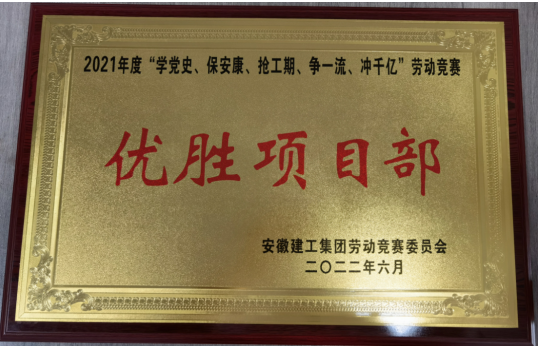 2021年度“学党史、保安康、抢工期、争一流、冲千亿”劳动竞赛
优胜项目部
安徽建工集团劳动竞赛委员会
二〇二二年六月